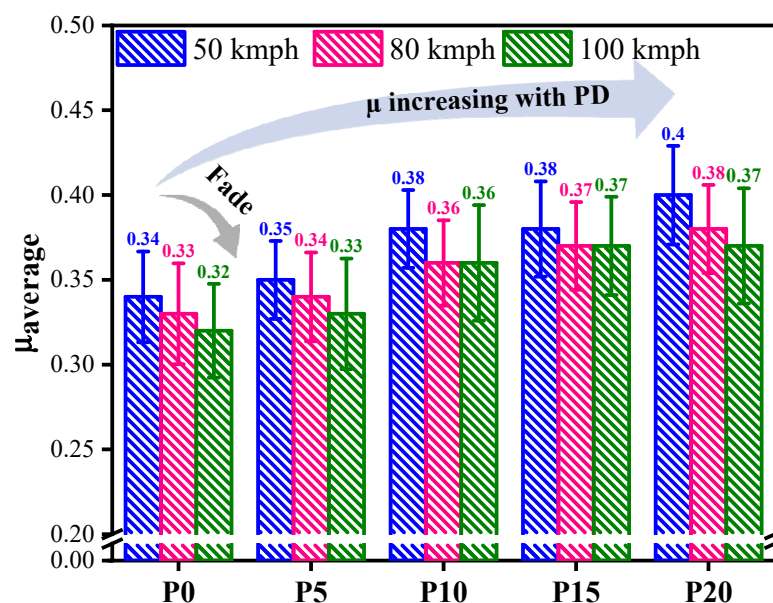 0.50
50 kmph 80 kmph 100 kmph
μ increasing with PD
0.45
Fade
0.40
0.34 0.33 0.32
0.35 0.34 0.33
0.38 0.36 0.36
0.38 0.37 0.37
0.4 0.38 0.37
0.35
0.30
0.25
0.20
0.00
μaverage
P0 P5 P10 P15 P20